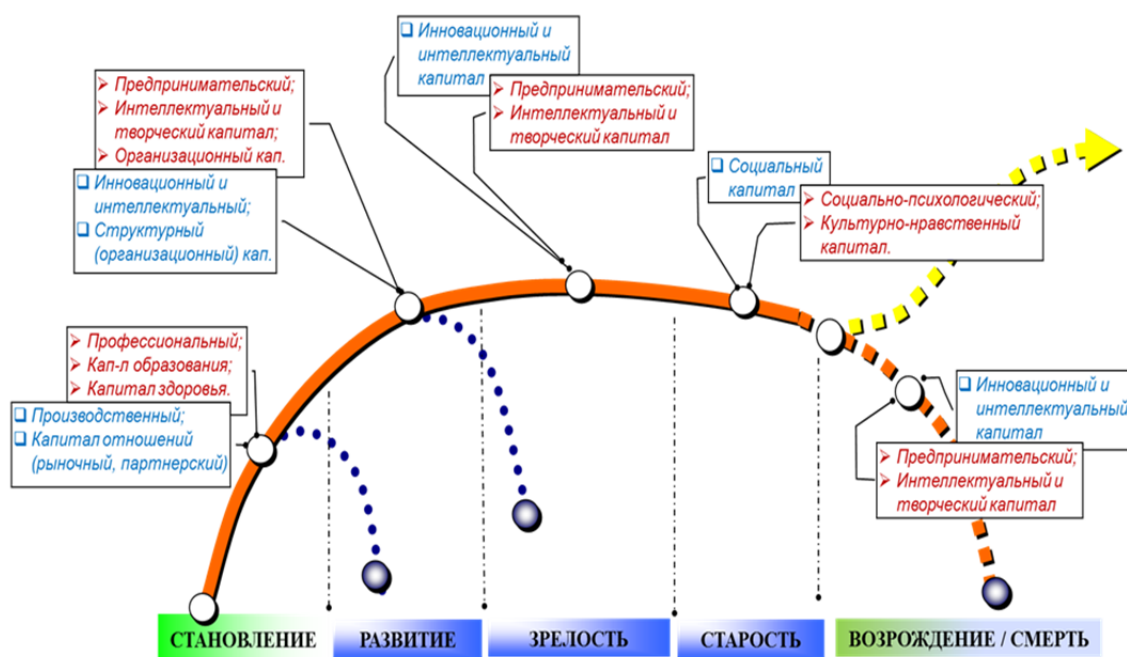 Инновационный и
интеллектуальный
капитал
Предпринимательский;
Интеллектуальный и
творческий капитал;
Организационный кап.
Предпринимательский;
Интеллектуальный и
творческий капитал
Инновационный и
интеллектуальный;
Структурный
(организационный) кап.
Социальный
капитал
Социально-психологический;
Культурно-нравственный
капитал.
Профессиональный;
Кап-л образования;
Капитал здоровья.
Производственный;
Капитал отношений
(рыночный, партнерский)
Инновационный и
интеллектуальный
капитал
Предпринимательский;
Интеллектуальный и
творческий капитал
СТАНОВЛЕНИЕ
РАЗВИТИЕ
ЗРЕЛОСТЬ
СТАРОСТЬ
ВОЗРОЖДЕНИЕ / СМЕРТЬ